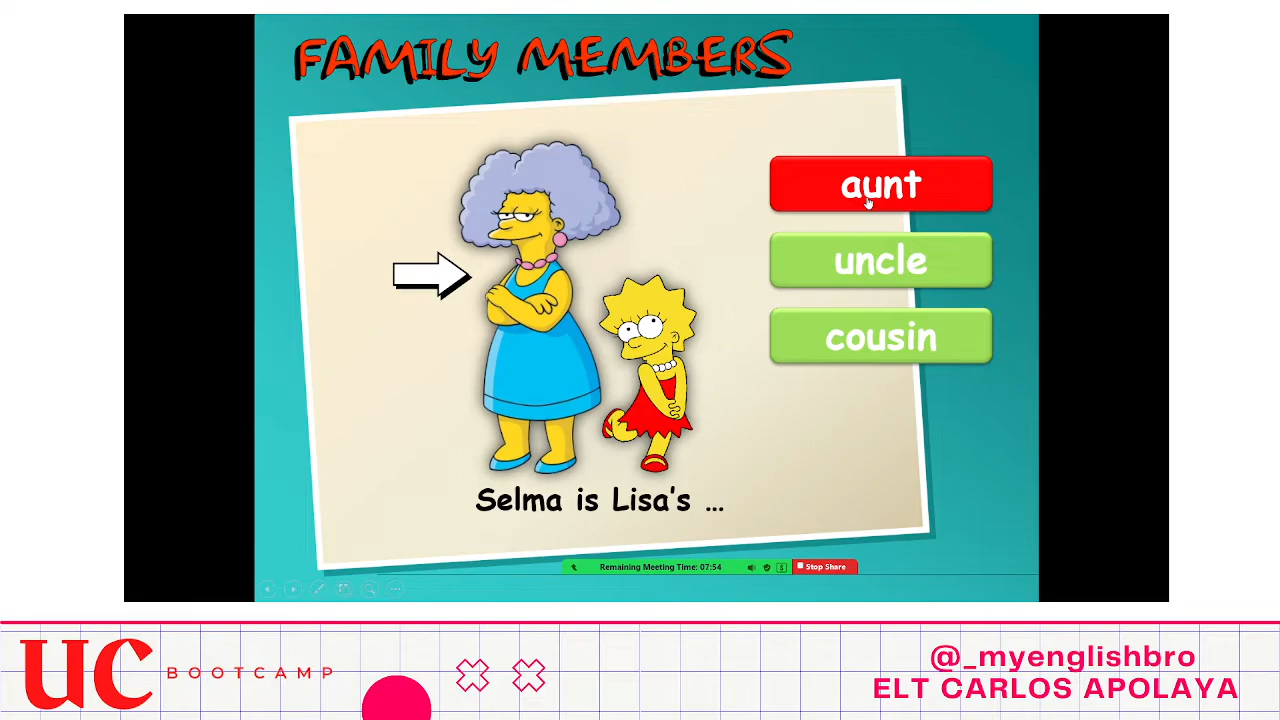 FAMILY MEMBERS
aunt
uncle
cousin
Selma is Lisa's ...
Remaining Meeting Time: 07:54
Stop Share
UC BOOTCAMP
@_myenglishbro
ELT CARLOS APOLAYA